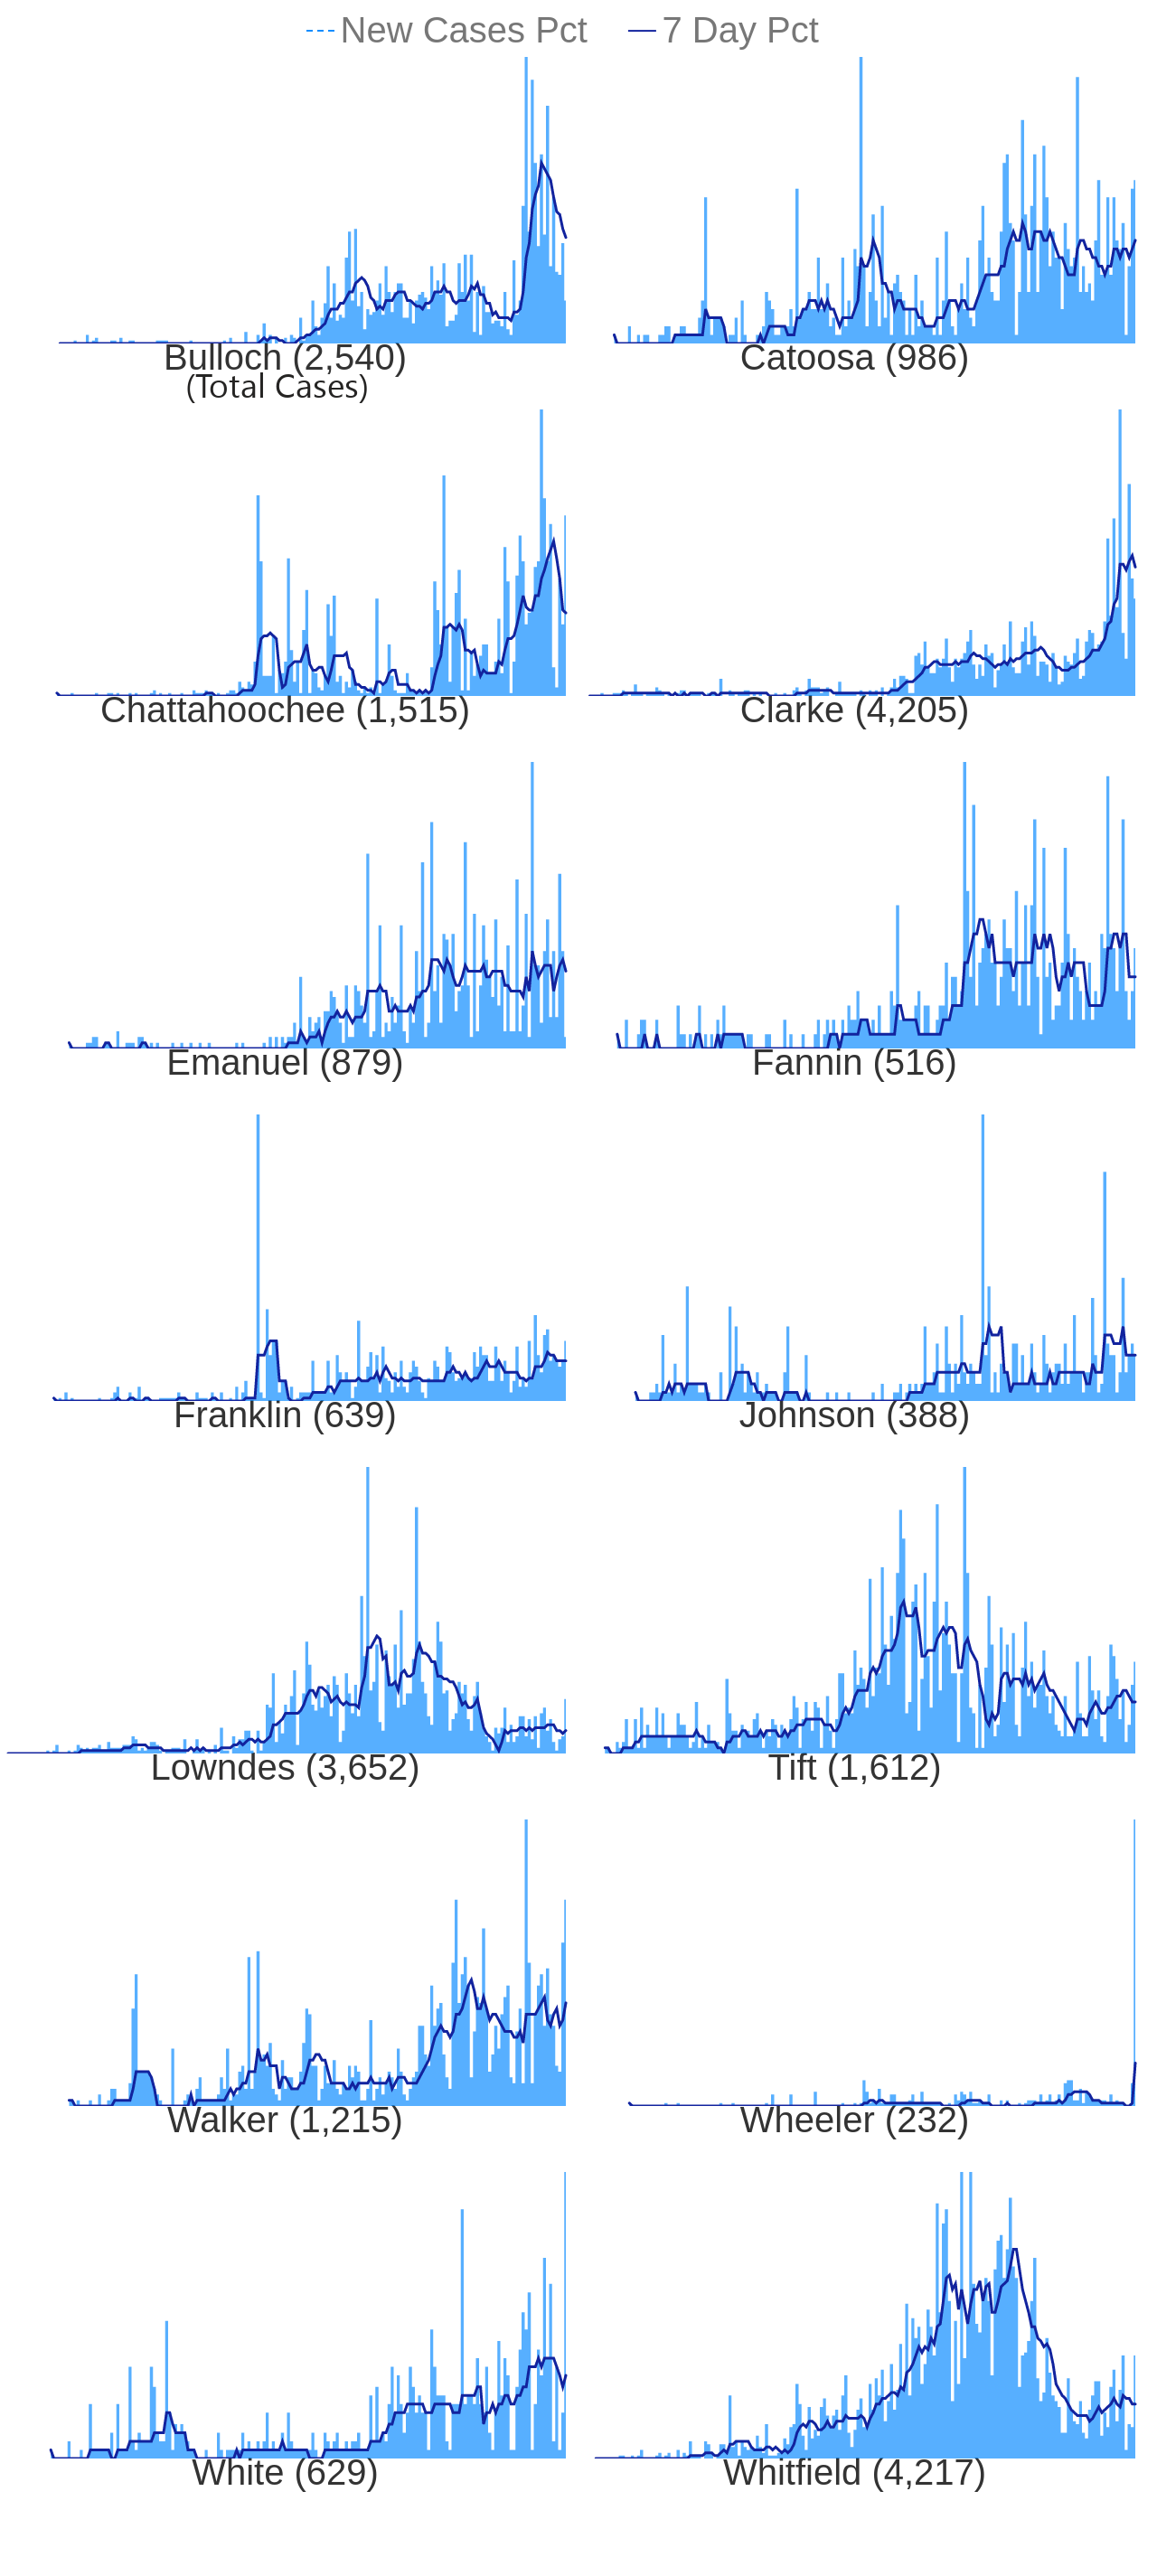 New Cases Pct 7 Day Pct
Bulloch (2,540) Catoosa (986)
(Total Cases)
Chattahoochee (1,515) Clarke (4,205)
Emanuel (879) Fannin (516)
Franklin (639) Johnson (388)
Lowndes (3,652) Tift (1,612)
Walker (1,215) Wheeler (232)
White (629) Whitfield (4,217)